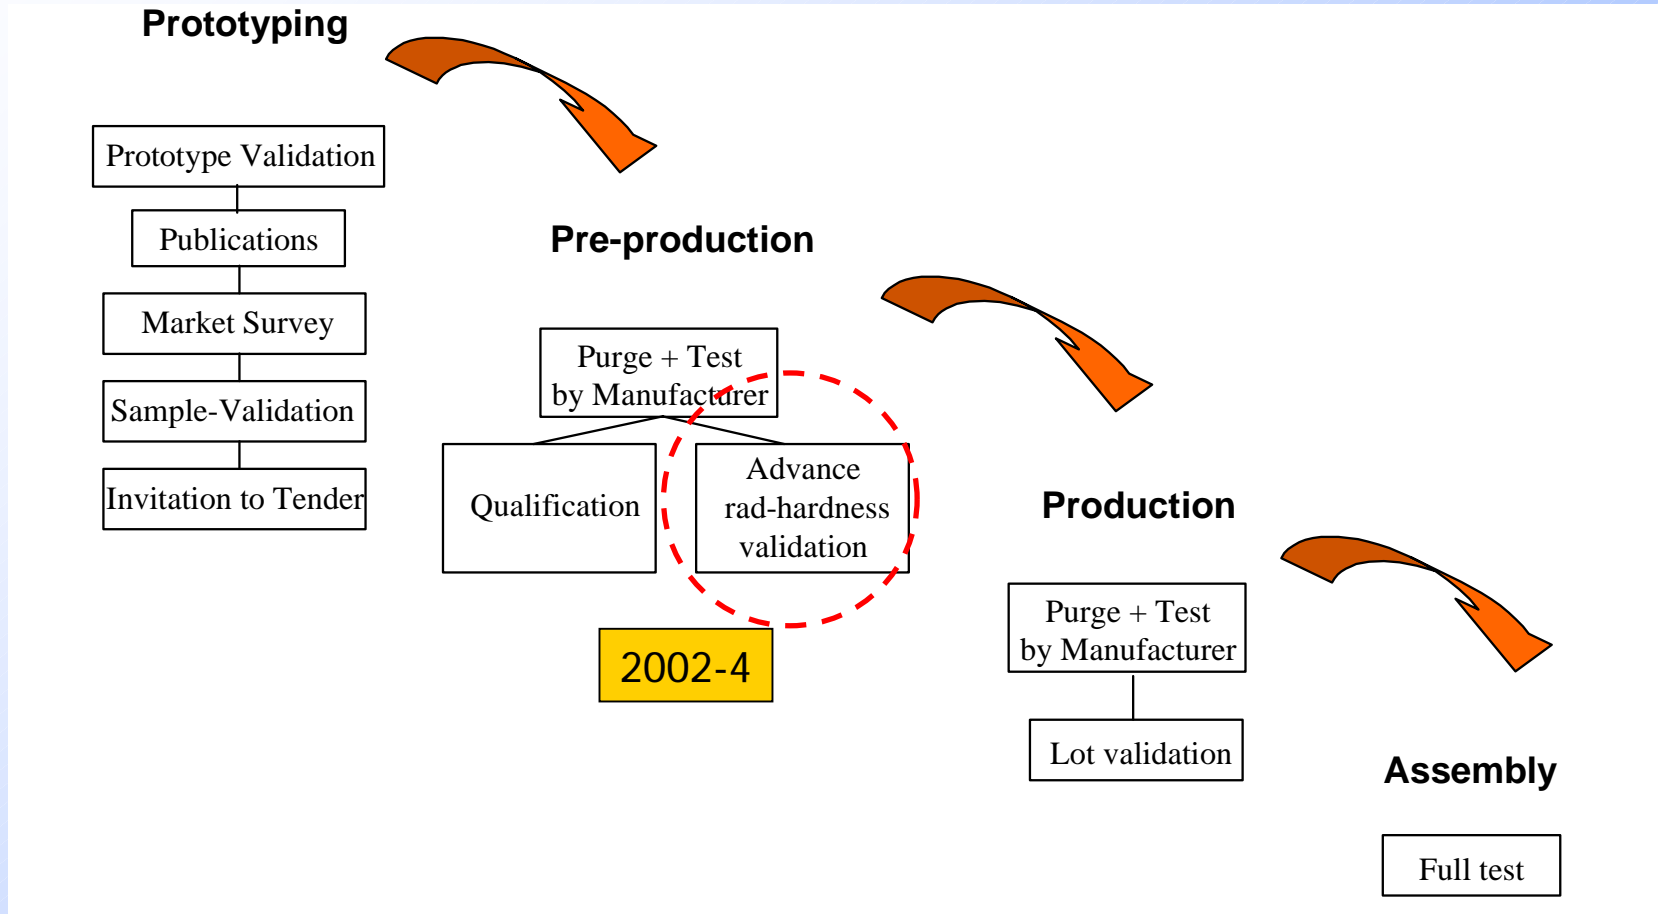 Prototyping
Prototype Validation
Publications
Market Survey
Sample-Validation
Invitation to Tender
Pre-production
Purge + Test
by Manufacturer
Qualification
Advance
rad-hardness
validation
2002-4
Production
Purge + Test
by Manufacturer
Lot validation
Assembly
Full test